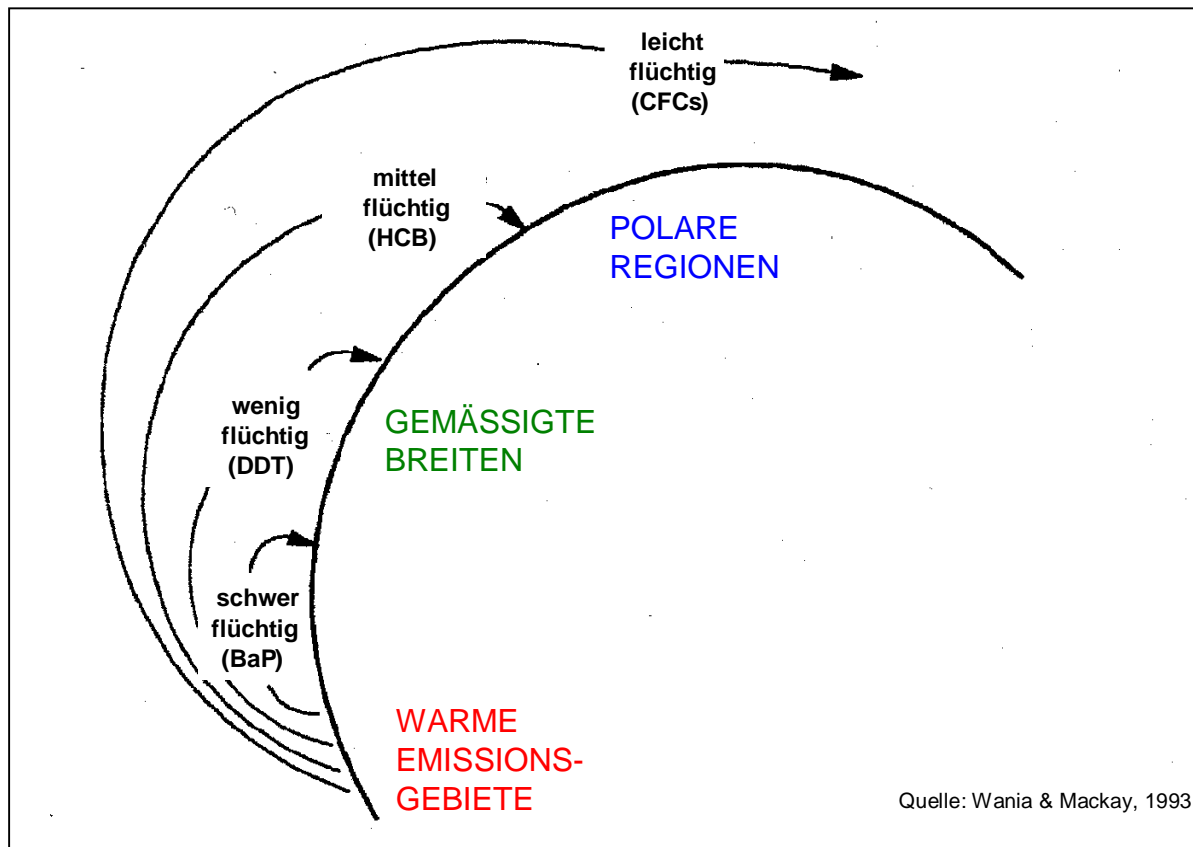 leicht
flüchtig
(CFCs)
mittel
flüchtig
(HCB)
POLARE
REGIONEN
wenig
flüchtig
(DDT)
GEMÄSSIGTE
BREITEN
schwer
flüchtig
(BaP)
WARME
EMISSIONS-
GEBIETE
Quelle: Wania & Mackay, 1993